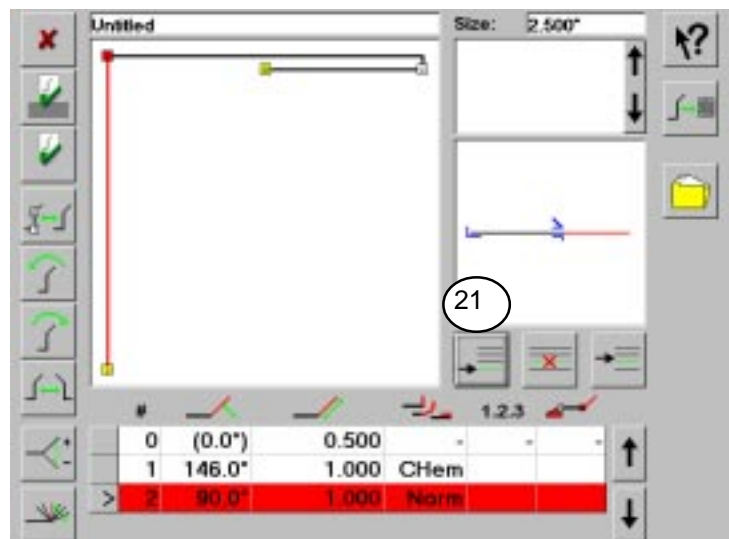 Untitled Size: 2.500"
21
# 1.2.3
0 (0.0°) 0.500 - - -
1 146.0° 1.000 CHem
> 2 90.0° 1.000 Norm